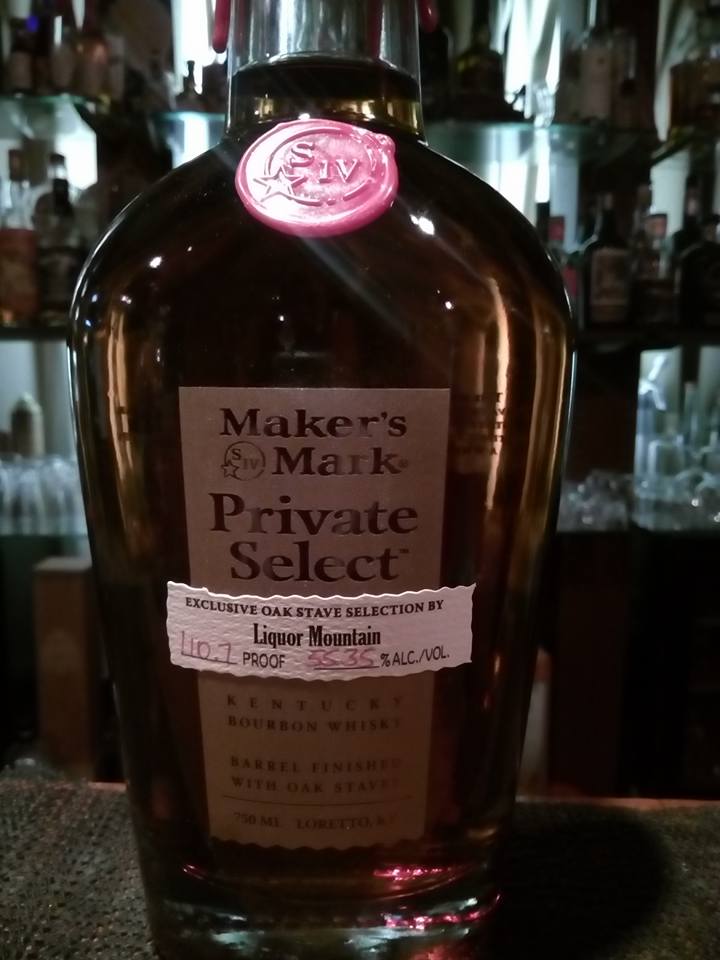 S IV
Maker's
S IV Mark®
Private
Select™
EXCLUSIVE OAK STAVE SELECTION BY
Liquor Mountain
110.7 PROOF 55.35 % ALC./VOL.
KENTUCKY
BOURBON WHISKY
BARREL FINISHED
WITH OAK STAVES
750 ML LORETTO, KY